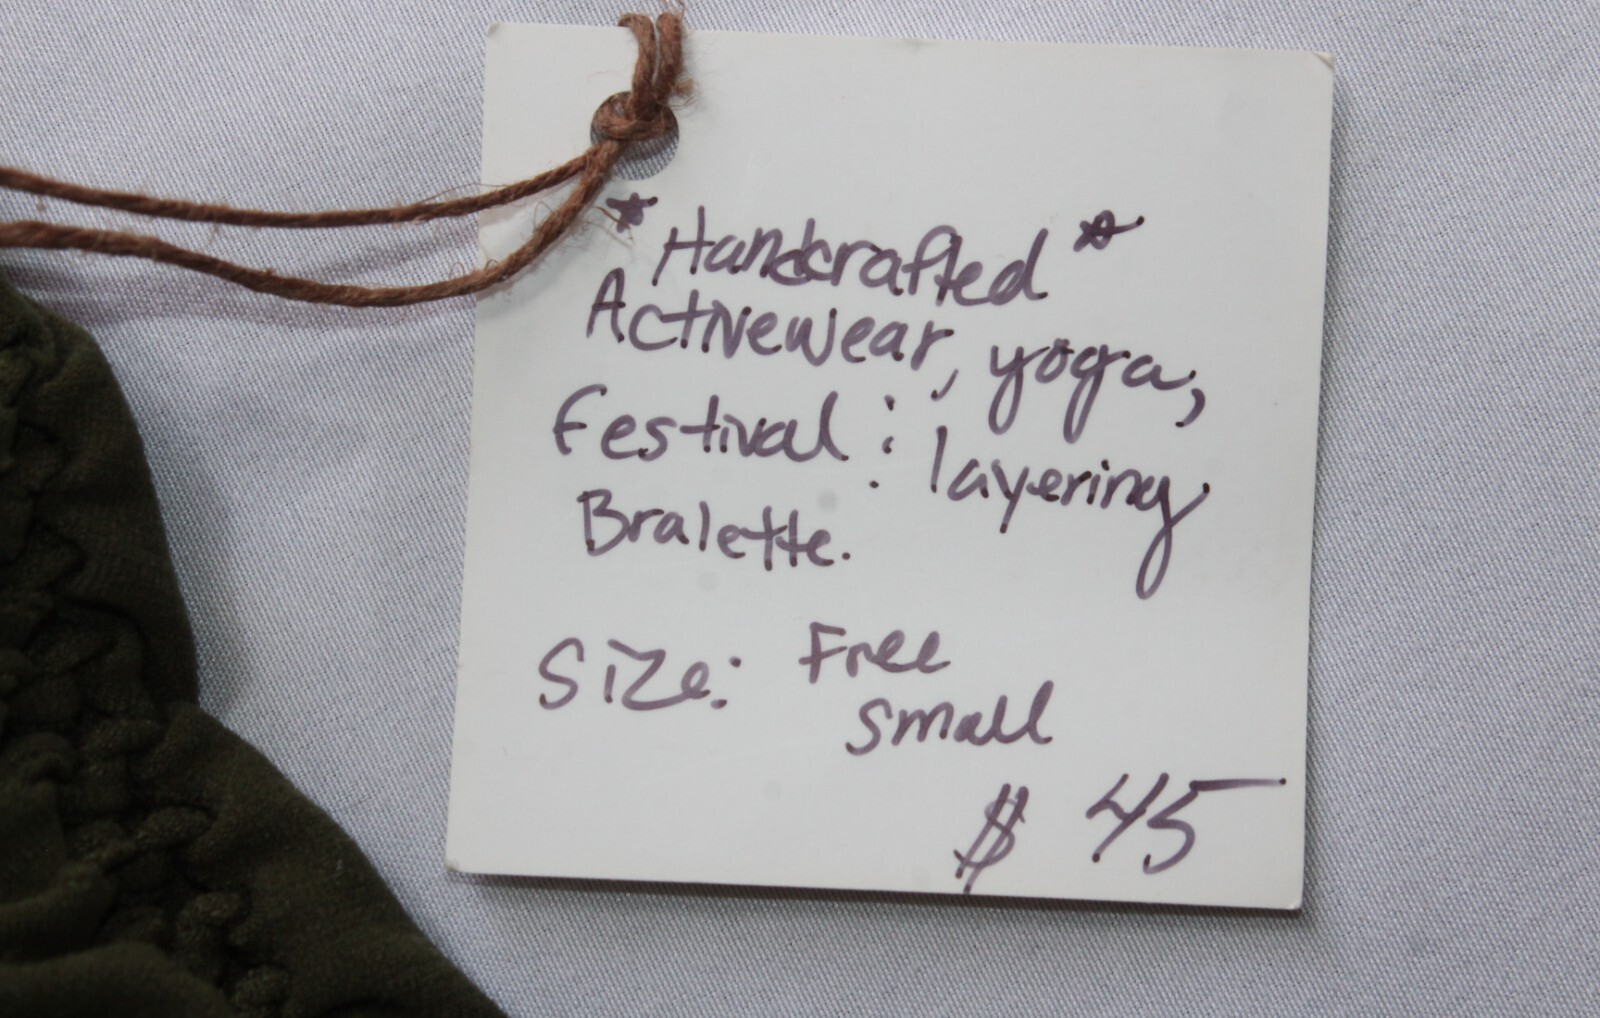 *Handcrafted*
Activewear, yoga,
Festival : layering
Bralette.
Size: Free
Small
$ 45